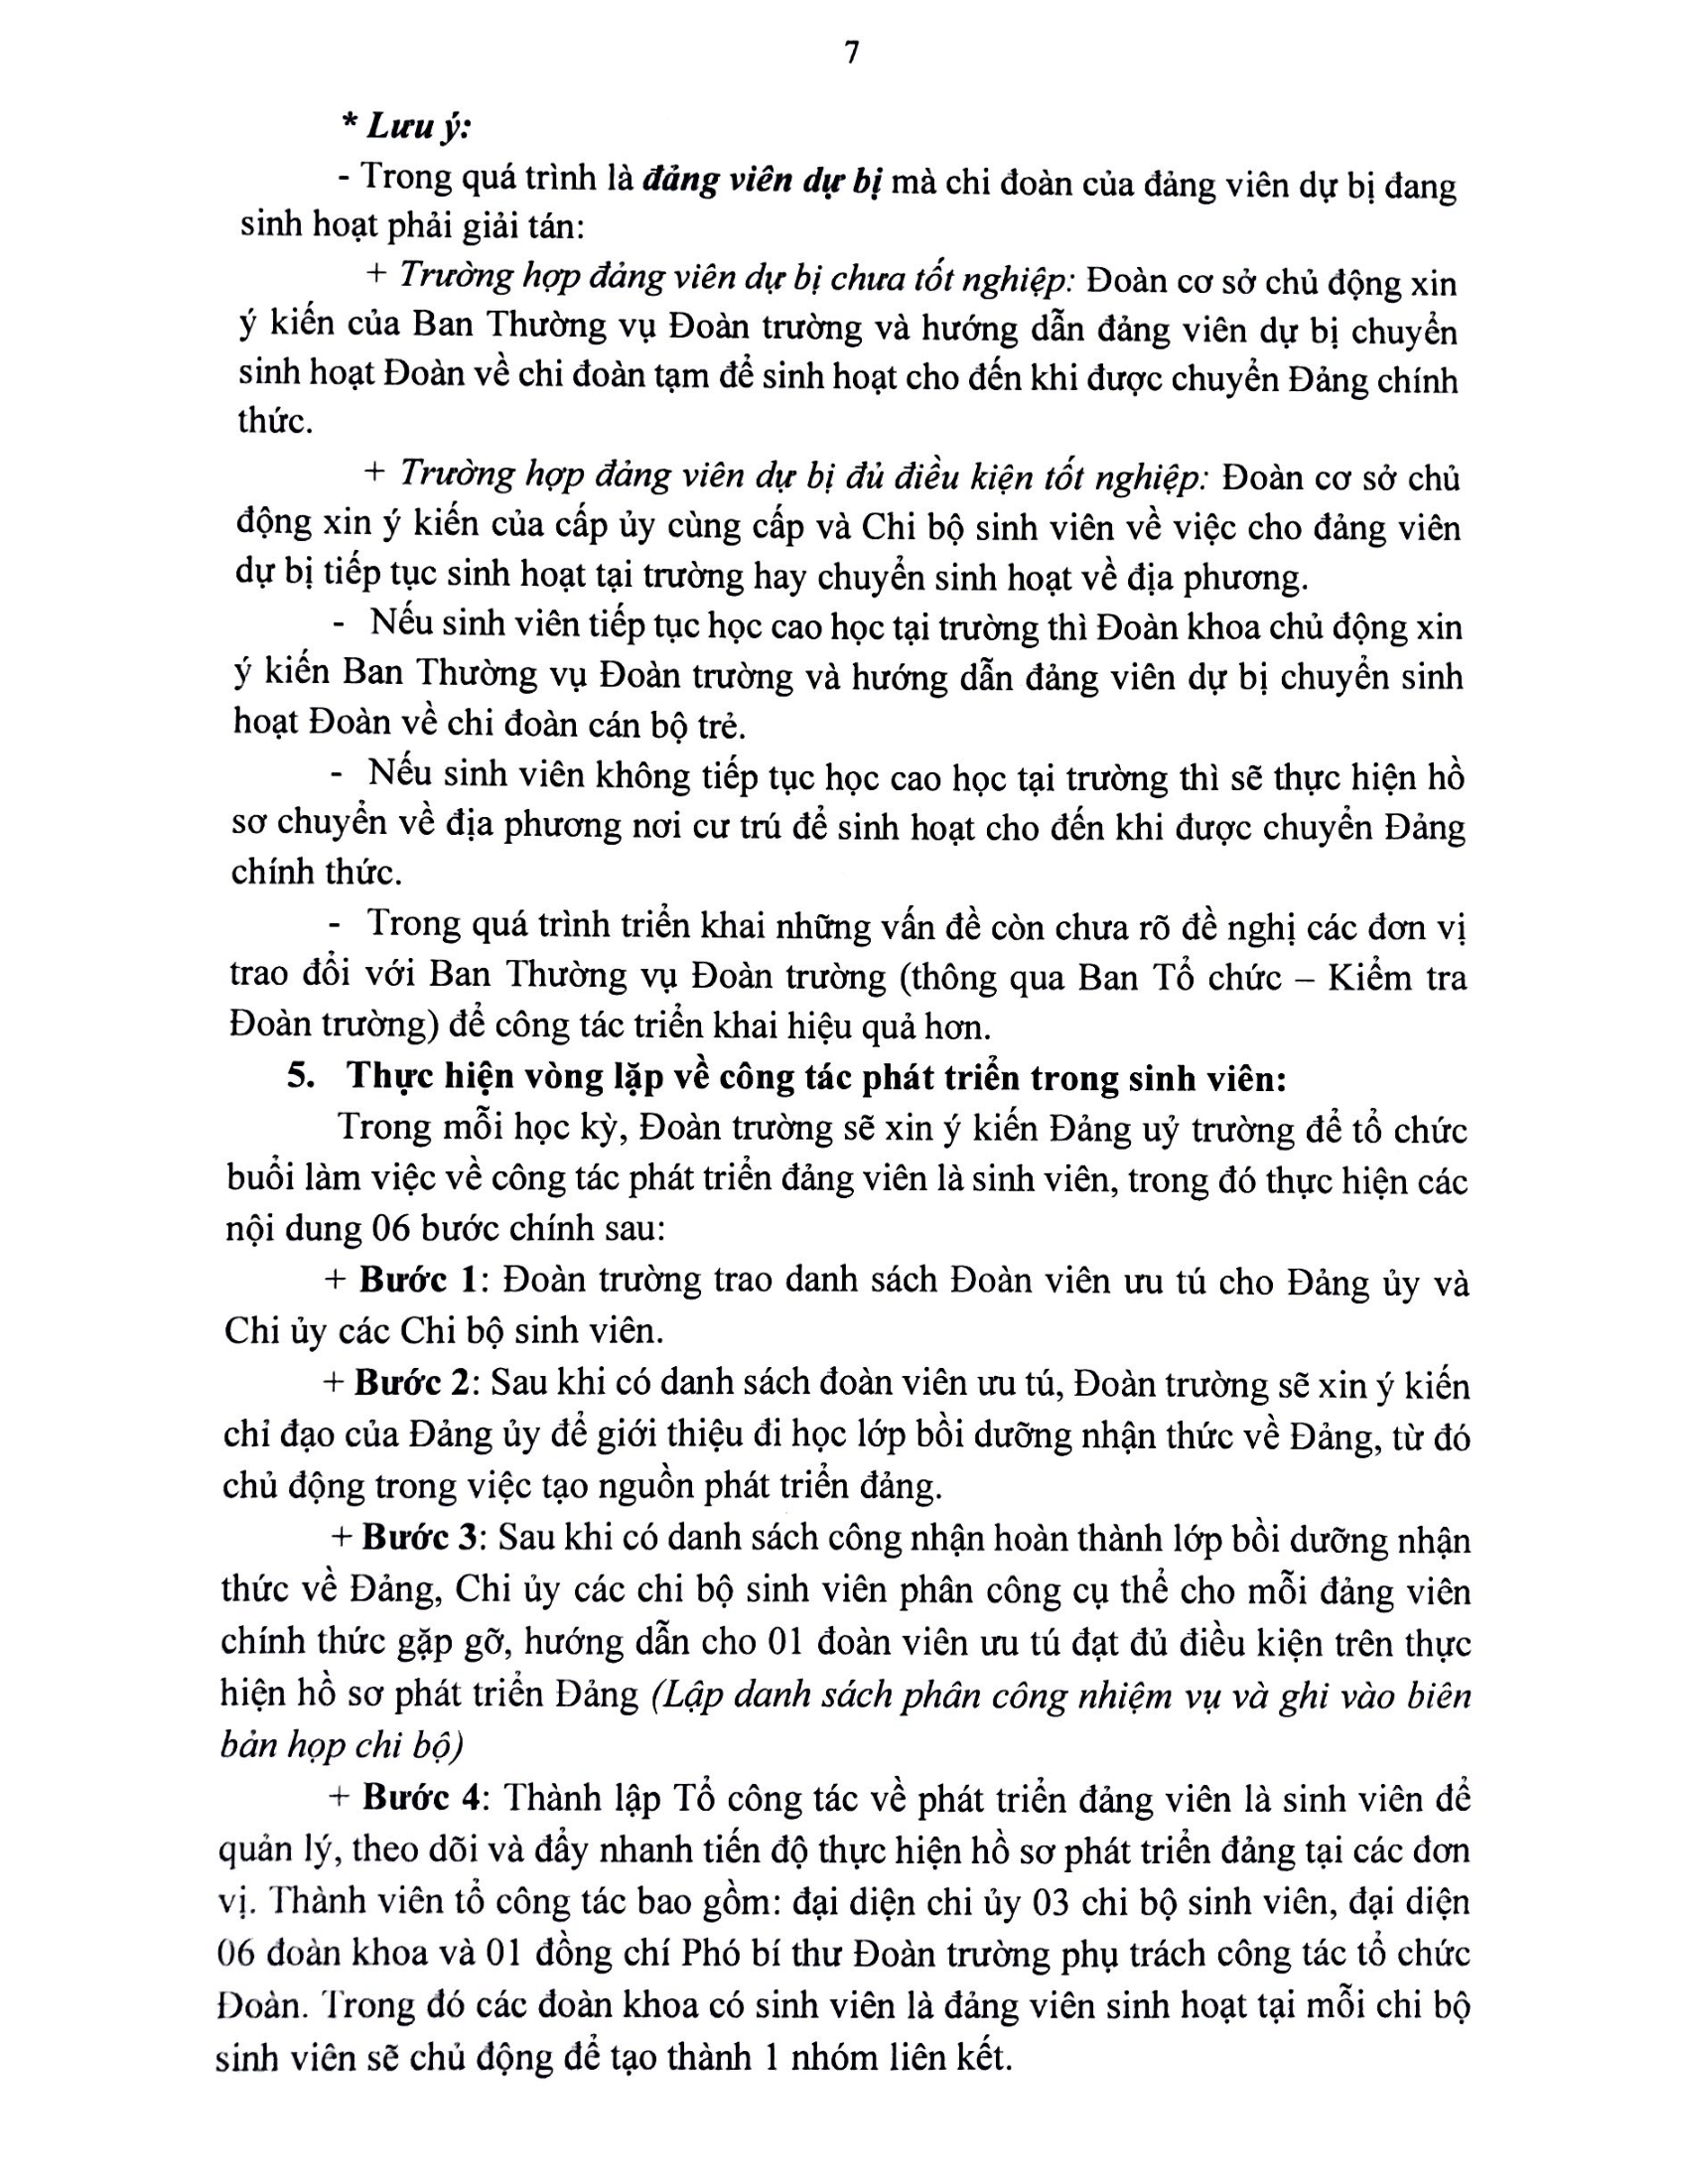 7
* Lưu ý:
- Trong quá trình là đảng viên dự bị mà chi đoàn của đảng viên dự bị đang
sinh hoạt phải giải tán:
+ Trường hợp đảng viên dự bị chưa tốt nghiệp: Đoàn cơ sở chủ động xin
ý kiến của Ban Thường vụ Đoàn trường và hướng dẫn đảng viên dự bị chuyển
sinh hoạt Đoàn về chi đoàn tạm để sinh hoạt cho đến khi được chuyển Đảng chính
thức.
+ Trường hợp đảng viên dự bị đủ điều kiện tốt nghiệp: Đoàn cơ sở chủ
động xin ý kiến của cấp ủy cùng cấp và Chi bộ sinh viên về việc cho đảng viên
dự bị tiếp tục sinh hoạt tại trường hay chuyển sinh hoạt về địa phương.
- Nếu sinh viên tiếp tục học cao học tại trường thì Đoàn khoa chủ động xin
ý kiến Ban Thường vụ Đoàn trường và hướng dẫn đảng viên dự bị chuyển sinh
hoạt Đoàn về chi đoàn cán bộ trẻ.
- Nếu sinh viên không tiếp tục học cao học tại trường thì sẽ thực hiện hồ
sơ chuyển về địa phương nơi cư trú để sinh hoạt cho đến khi được chuyển Đảng
chính thức.
- Trong quá trình triển khai những vấn đề còn chưa rõ đề nghị các đơn vị
trao đổi với Ban Thường vụ Đoàn trường (thông qua Ban Tổ chức – Kiểm tra
Đoàn trường) để công tác triển khai hiệu quả hơn.
5. Thực hiện vòng lặp về công tác phát triển trong sinh viên:
Trong mỗi học kỳ, Đoàn trường sẽ xin ý kiến Đảng uỷ trường để tổ chức
buổi làm việc về công tác phát triển đảng viên là sinh viên, trong đó thực hiện các
nội dung 06 bước chính sau:
+ Bước 1: Đoàn trường trao danh sách Đoàn viên ưu tú cho Đảng ủy và
Chi ủy các Chi bộ sinh viên.
+ Bước 2: Sau khi có danh sách đoàn viên ưu tú, Đoàn trường sẽ xin ý kiến
chỉ đạo của Đảng ủy để giới thiệu đi học lớp bồi dưỡng nhận thức về Đảng, từ đó
chủ động trong việc tạo nguồn phát triển đảng.
+ Bước 3: Sau khi có danh sách công nhận hoàn thành lớp bồi dưỡng nhận
thức về Đảng, Chi ủy các chi bộ sinh viên phân công cụ thể cho mỗi đảng viên
chính thức gặp gỡ, hướng dẫn cho 01 đoàn viên ưu tú đạt đủ điều kiện trên thực
hiện hồ sơ phát triển Đảng (Lập danh sách phân công nhiệm vụ và ghi vào biên
bản họp chi bộ)
+ Bước 4: Thành lập Tổ công tác về phát triển đảng viên là sinh viên để
quản lý, theo dõi và đẩy nhanh tiến độ thực hiện hồ sơ phát triển đảng tại các đơn
vị. Thành viên tổ công tác bao gồm: đại diện chi ủy 03 chi bộ sinh viên, đại diện
06 đoàn khoa và 01 đồng chí Phó bí thư Đoàn trường phụ trách công tác tổ chức
Đoàn. Trong đó các đoàn khoa có sinh viên là đảng viên sinh hoạt tại mỗi chi bộ
sinh viên sẽ chủ động để tạo thành 1 nhóm liên kết.